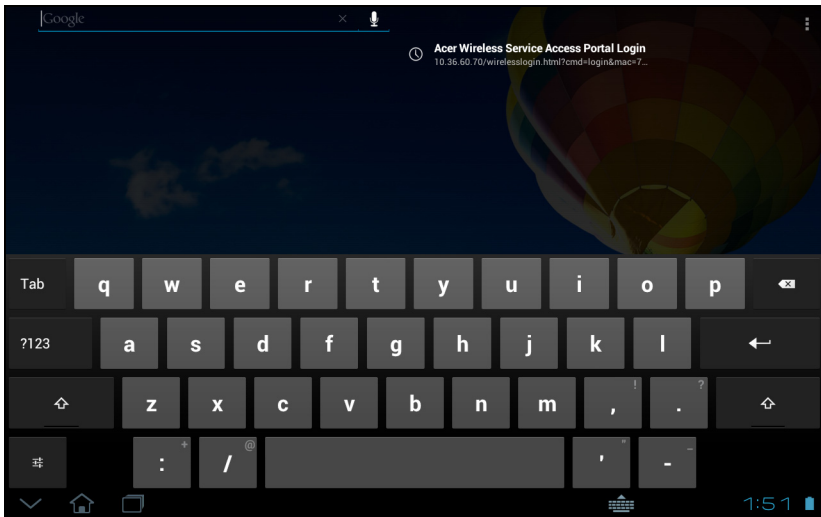 Google
Acer Wireless Service Access Portal Login
10.36.60.70/wirelesslogin.html?cmd=login&mac=7...
Tab q w e r t y u i o p
?123 a s d f g h j k l
z x c v b n m , ! . ?
: + / @ ' " - _
1:51